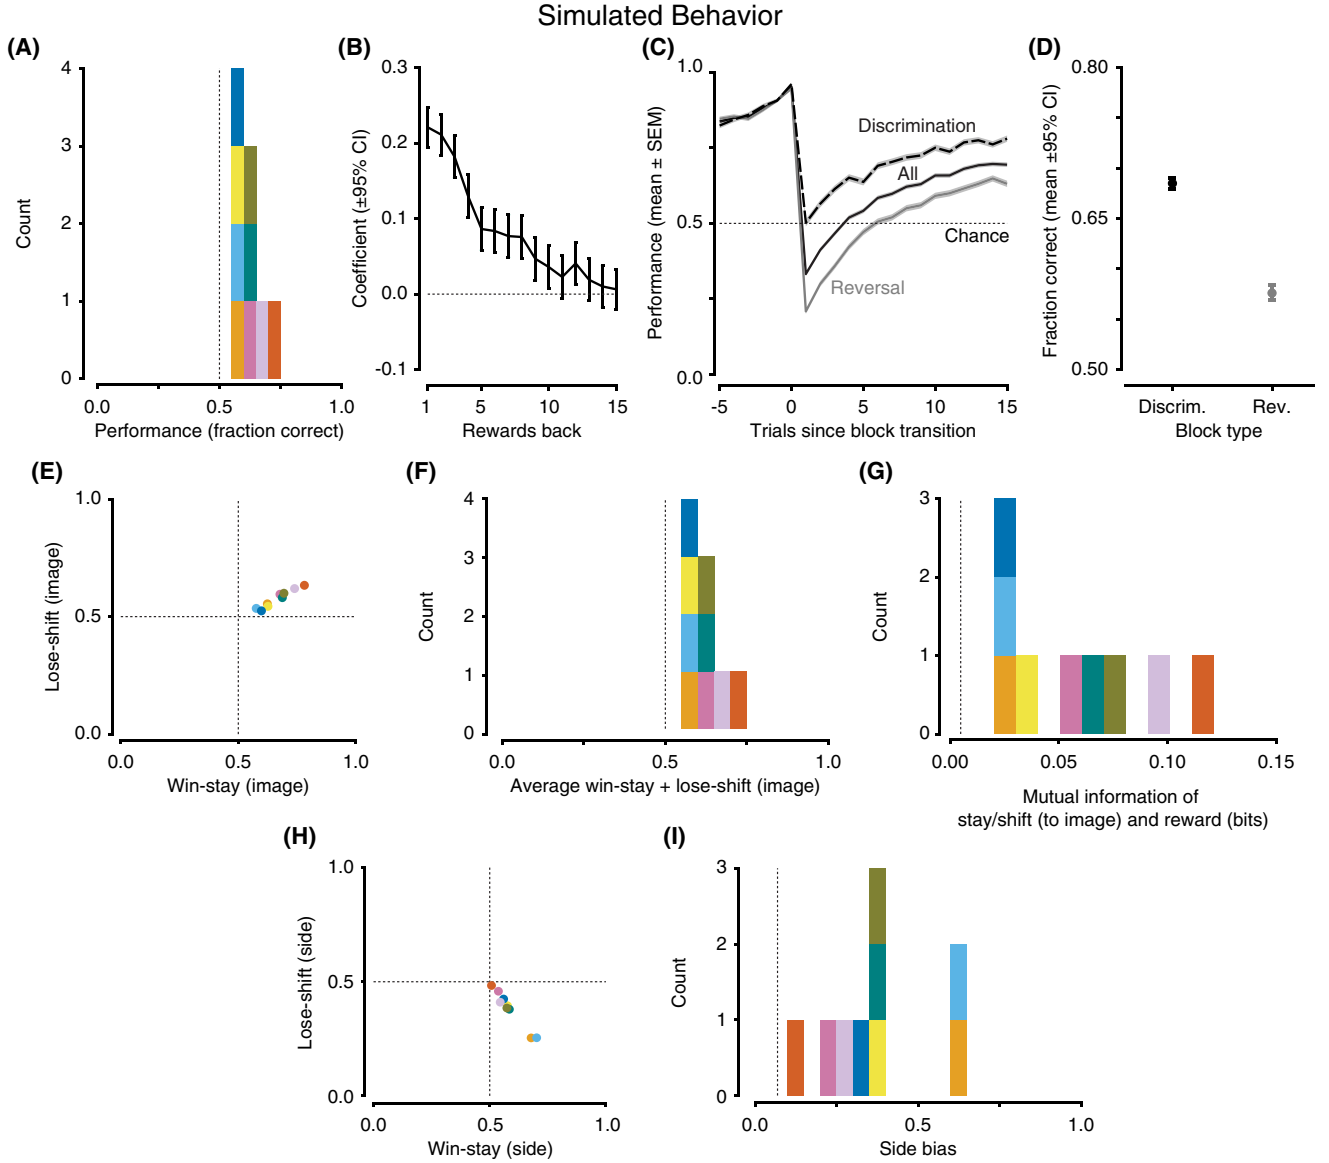 Simulated Behavior
(A)
4
3
2
1
0
Count
0.0
0.5
1.0
Performance (fraction correct)
(B)
0.3
0.2
0.1
0.0
-0.1
Coefficient (±95% CI)
1
5
10
15
Rewards back
(C)
1.0
0.5
0.0
Performance (mean ± SEM)
Discrimination
All
Chance
Reversal
-5
0
5
10
15
Trials since block transition
(D)
0.80
0.65
0.50
Fraction correct (mean ±95% CI)
Discrim.
Rev.
Block type
(E)
1.0
0.5
0.0
Lose-shift (image)
0.0
0.5
1.0
Win-stay (image)
(F)
4
3
2
1
0
Count
0.0
0.5
1.0
Average win-stay + lose-shift (image)
(G)
3
2
1
0
Count
0.00
0.05
0.10
0.15
Mutual information of
stay/shift (to image) and reward (bits)
(H)
1.0
0.5
0.0
Lose-shift (side)
0.0
0.5
1.0
Win-stay (side)
(I)
3
2
1
0
Count
0.0
0.5
1.0
Side bias